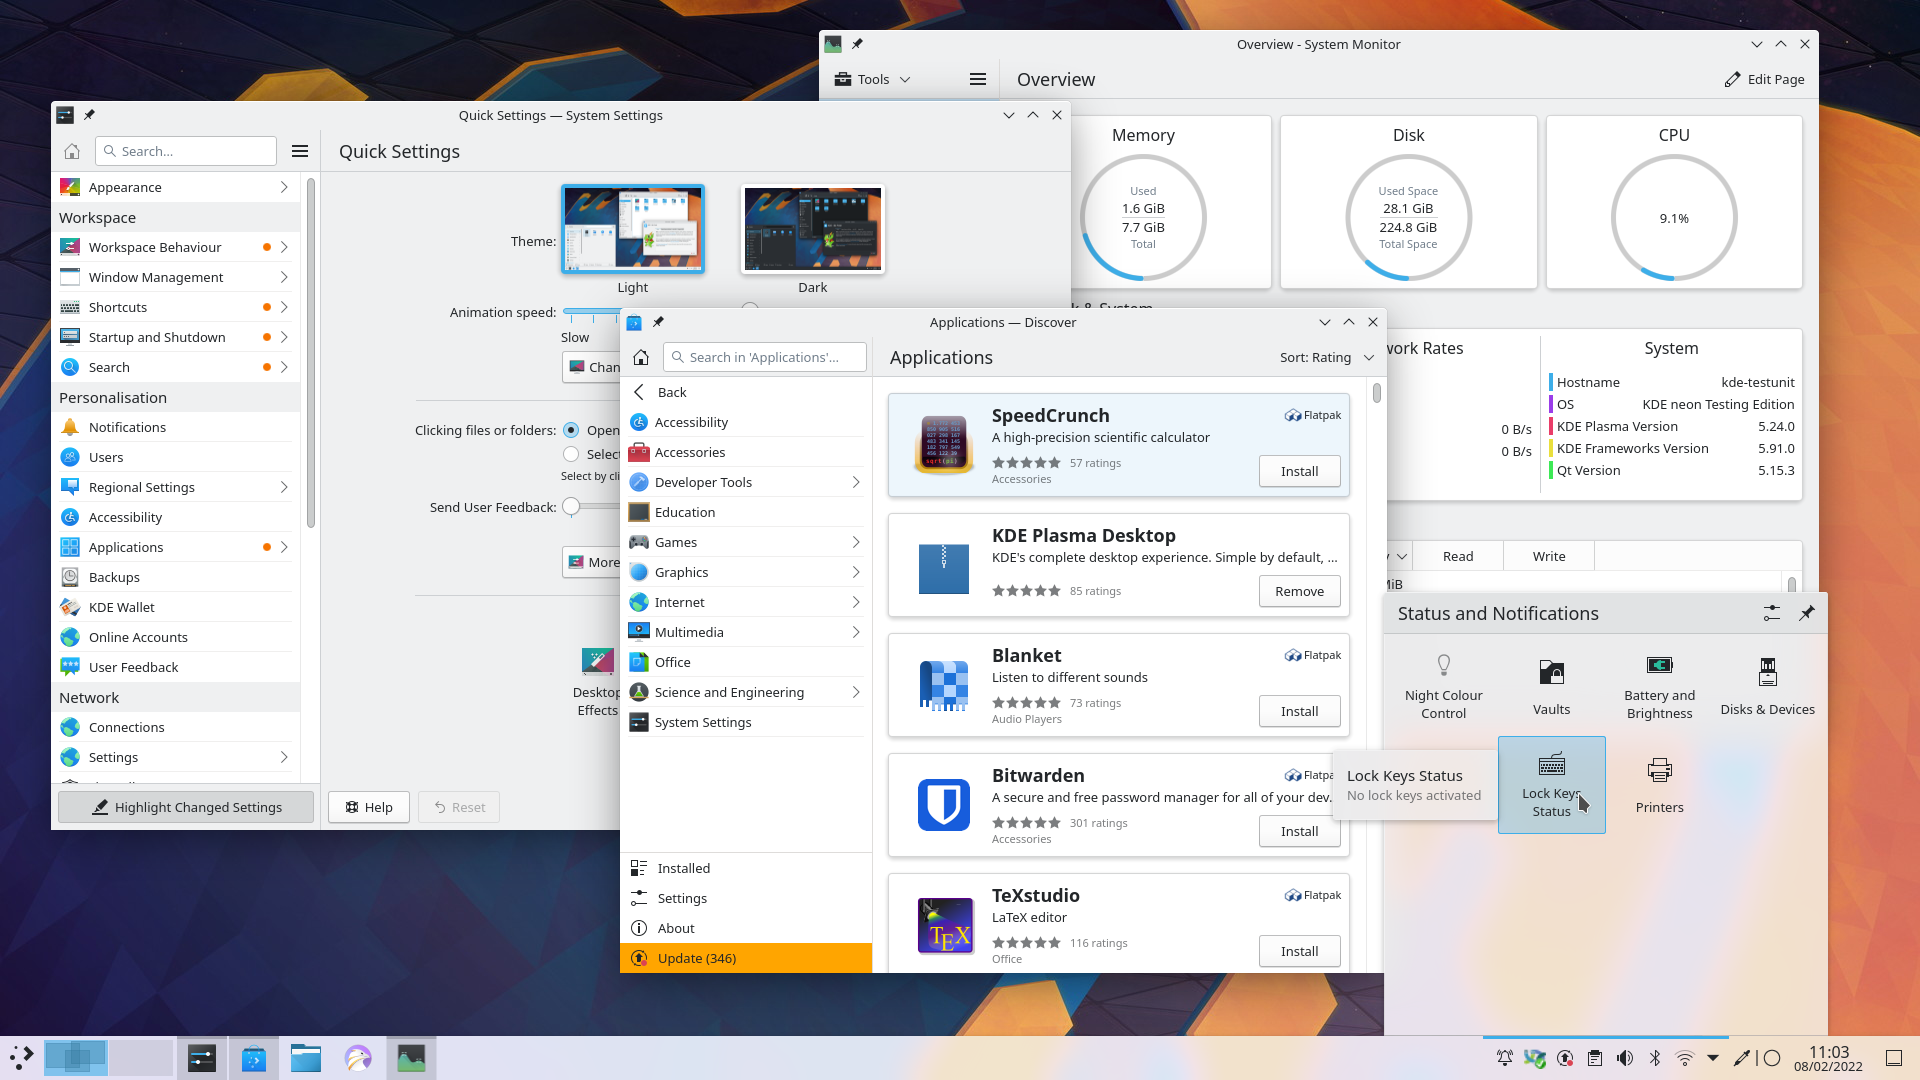 Overview - System Monitor
Tools
Overview
Edit Page
Memory
Used
1.6 GiB
7.7 GiB
Total
Disk
Used Space
28.1 GiB
224.8 GiB
Total Space
CPU
9.1%
& System
Rates
0 B/s
0 B/s
System
Hostname kde-testunit
OS KDE neon Testing Edition
KDE Plasma Version 5.24.0
KDE Frameworks Version 5.91.0
Qt Version 5.15.3
Read
Write
Quick Settings — System Settings
Search...
Quick Settings
Appearance
Workspace
Workspace Behaviour
Window Management
Shortcuts
Startup and Shutdown
Search
Personalisation
Notifications
Users
Regional Settings
Accessibility
Applications
Backups
KDE Wallet
Online Accounts
User Feedback
Network
Connections
Settings
Highlight Changed Settings
Theme:
Light
Dark
Animation speed:
Slow
Chan
Clicking files or folders:
Open
Select
Select by cli
Send User Feedback:
More
Desktop
Effects
Help
Reset
Applications — Discover
Search in 'Applications'...
Applications
Sort: Rating
Back
Accessibility
Accessories
Developer Tools
Education
Games
Graphics
Internet
Multimedia
Office
Science and Engineering
System Settings
Installed
Settings
About
Update (346)
SpeedCrunch
Flatpak
A high-precision scientific calculator
57 ratings
Accessories
Install
KDE Plasma Desktop
KDE's complete desktop experience. Simple by default, ...
85 ratings
Remove
Blanket
Flatpak
Listen to different sounds
73 ratings
Audio Players
Install
Bitwarden
Flatpa
A secure and free password manager for all of your dev.
301 ratings
Accessories
Install
TeXstudio
Flatpak
LaTeX editor
116 ratings
Office
Install
TEX
Status and Notifications
Night Colour
Control
Vaults
Battery and
Brightness
Disks & Devices
Lock Keys
Status
Printers
Lock Keys Status
No lock keys activated
11:03
08/02/2022